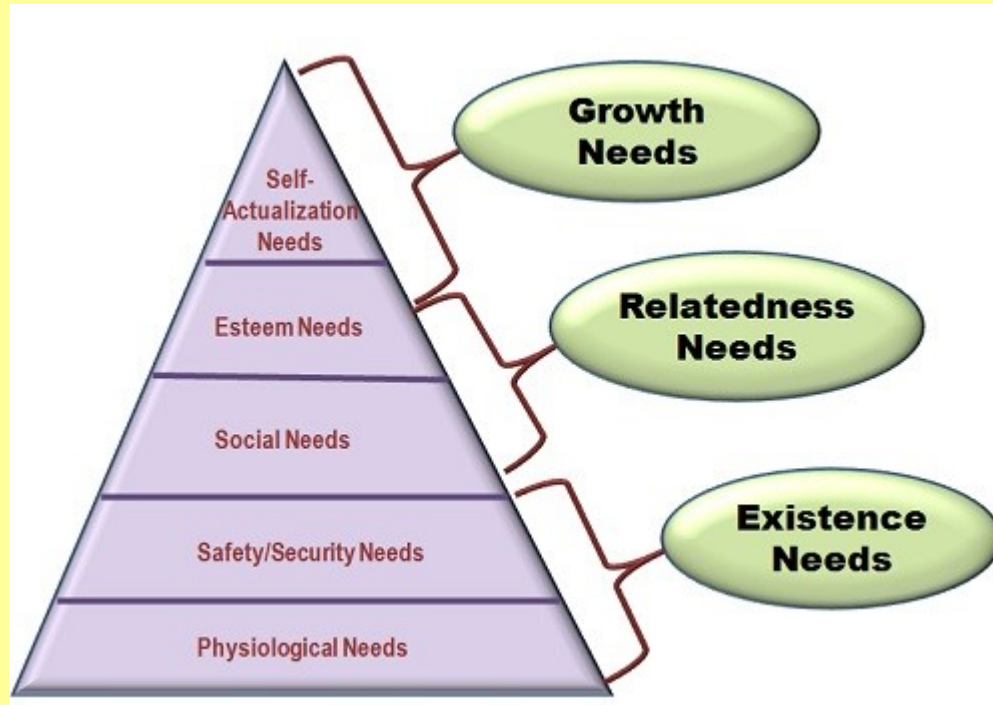 Growth
Needs
Self-
Actualization
Needs
Relatedness
Needs
Esteem Needs
Social Needs
Existence
Needs
Safety/Security Needs
Physiological Needs